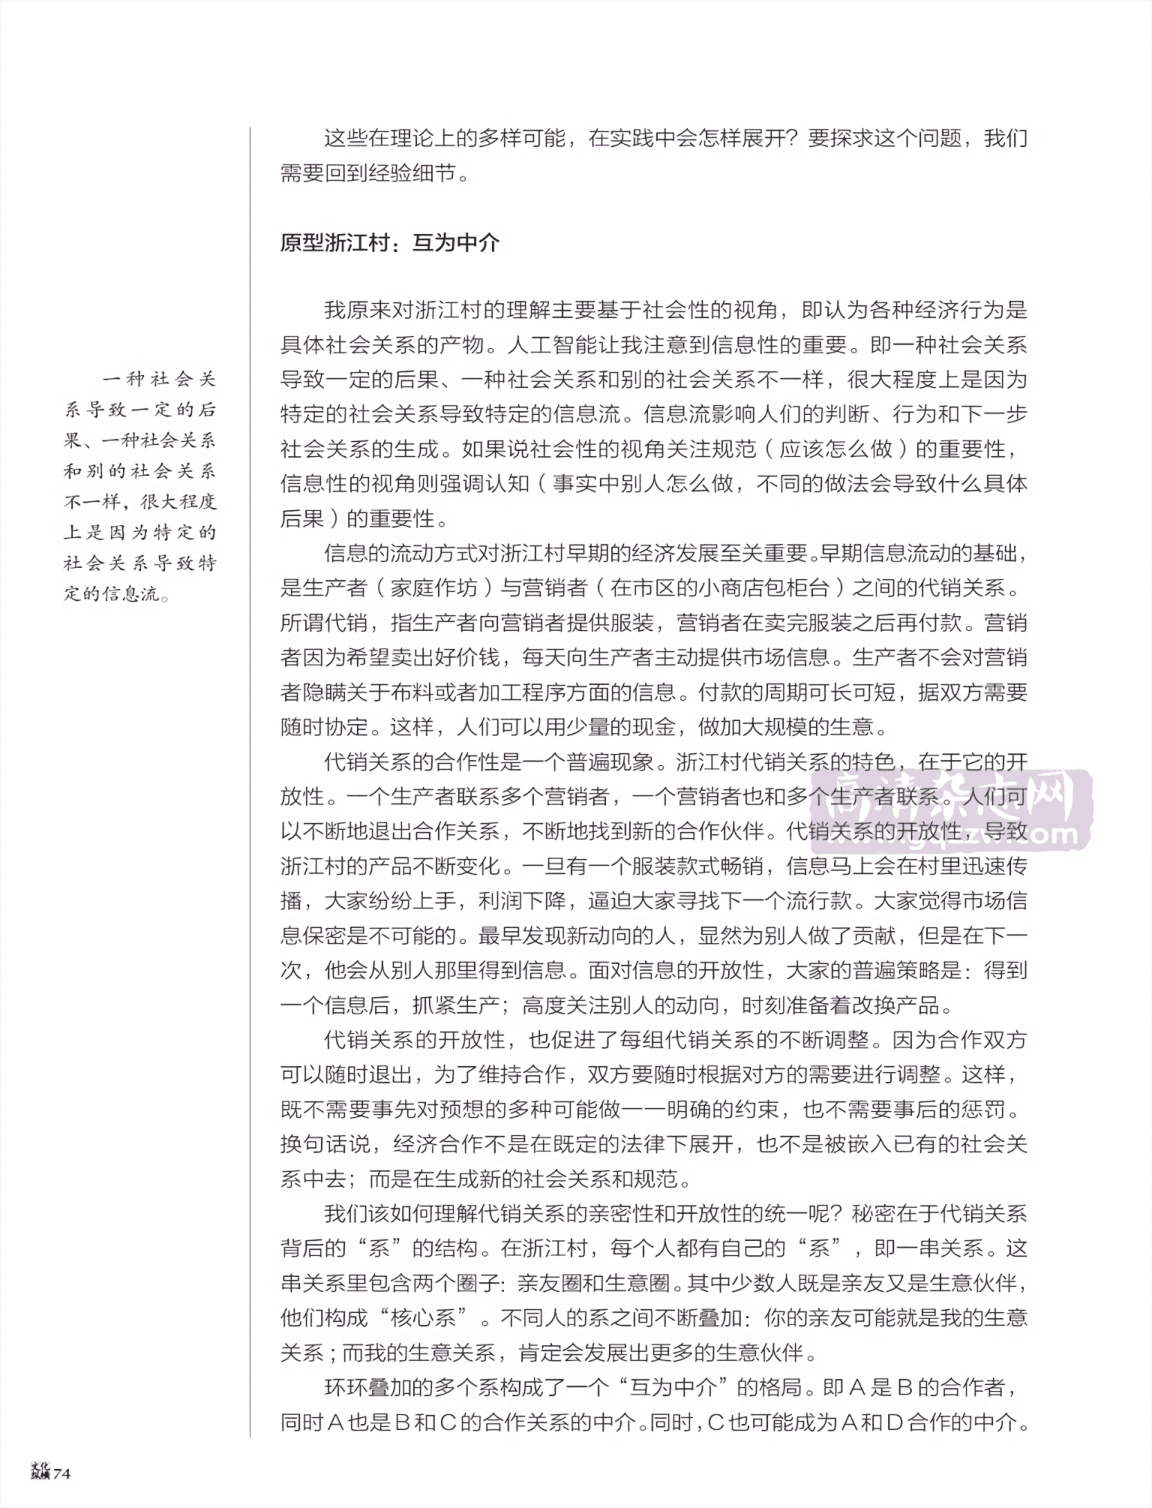 这些在理论上的多样可能，在实践中会怎样展开？要探求这个问题，我们
需要回到经验细节。
原型浙江村：互为中介
我原来对浙江村的理解主要基于社会性的视角，即认为各种经济行为是
具体社会关系的产物。人工智能让我注意到信息性的重要。即一种社会关系
导致一定的后果、一种社会关系和别的社会关系不一样，很大程度上是因为
特定的社会关系导致特定的信息流。信息流影响人们的判断、行为和下一步
社会关系的生成。如果说社会性的视角关注规范（应该怎么做）的重要性，
信息性的视角则强调认知（事实中别人怎么做，不同的做法会导致什么具体
后果）的重要性。
信息的流动方式对浙江村早期的经济发展至关重要。早期信息流动的基础，
是生产者（家庭作坊）与营销者（在市区的小商店包柜台）之间的代销关系。
所谓代销，指生产者向营销者提供服装，营销者在卖完服装之后再付款。营销
者因为希望卖出好价钱，每天向生产者主动提供市场信息。生产者不会对营销
者隐瞒关于布料或者加工程序方面的信息。付款的周期可长可短，据双方需要
随时协定。这样，人们可以用少量的现金，做加大规模的生意。
代销关系的合作性是一个普遍现象。浙江村代销关系的特色，在于它的开
放性。一个生产者联系多个营销者，一个营销者也和多个生产者联系。人们可
以不断地退出合作关系，不断地找到新的合作伙伴。代销关系的开放性，导致
浙江村的产品不断变化。一旦有一个服装款式畅销，信息马上会在村里迅速传
播，大家纷纷上手，利润下降，逼迫大家寻找下一个流行款。大家觉得市场信
息保密是不可能的。最早发现新动向的人，显然为别人做了贡献，但是在下一
次，他会从别人那里得到信息。面对信息的开放性，大家的普遍策略是：得到
一个信息后，抓紧生产；高度关注别人的动向，时刻准备着改换产品。
代销关系的开放性，也促进了每组代销关系的不断调整。因为合作双方
可以随时退出，为了维持合作，双方要随时根据对方的需要进行调整。这样，
既不需要事先对预想的多种可能做一一明确的约束，也不需要事后的惩罚。
换句话说，经济合作不是在既定的法律下展开，也不是被嵌入已有的社会关
系中去；而是在生成新的社会关系和规范。
我们该如何理解代销关系的亲密性和开放性的统一呢？秘密在于代销关系
背后的“系”的结构。在浙江村，每个人都有自己的“系”，即一串关系。这
串关系里包含两个圈子：亲友圈和生意圈。其中少数人既是亲友又是生意伙伴，
他们构成“核心系”。不同人的系之间不断叠加：你的亲友可能就是我的生意
关系；而我的生意关系，肯定会发展出更多的生意伙伴。
环环叠加的多个系构成了一个“互为中介”的格局。即A是B的合作者，
同时A也是B和C的合作关系的中介。同时，C也可能成为A和D合作的中介。
一种社会关
系导致一定的后
果、一种社会关系
和别的社会关系
不一样，很大程度
上是因为特定的
社会关系导致特
定的信息流。
高清杂志网
www.gqzzw.com
文化
纵横 74